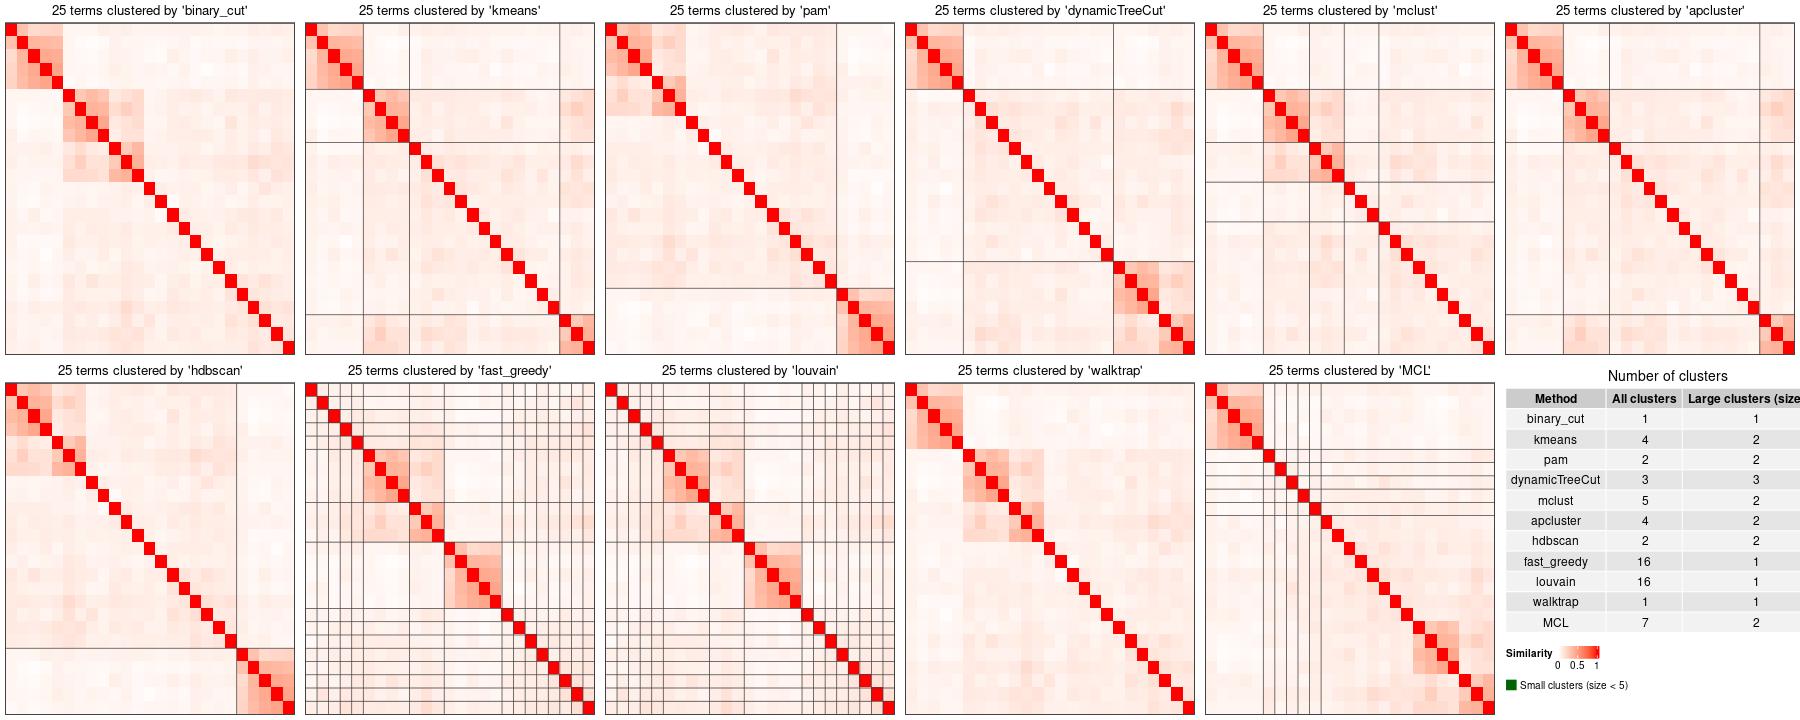 25 terms clustered by 'binary_cut'
25 terms clustered by 'kmeans'
25 terms clustered by 'pam'
25 terms clustered by 'dynamicTreeCut'
25 terms clustered by 'mclust'
25 terms clustered by 'apcluster'
25 terms clustered by 'hdbscan'
25 terms clustered by 'fast_greedy'
25 terms clustered by 'louvain'
25 terms clustered by 'walktrap'
25 terms clustered by 'MCL'
Number of clusters
Method All clusters Large clusters (size
binary_cut 1 1
kmeans 4 2
pam 2 2
dynamicTreeCut 3 3
mclust 5 2
apcluster 4 2
hdbscan 2 2
fast_greedy 16 1
louvain 16 1
walktrap 1 1
MCL 7 2
Similarity
0 0.5 1
Small clusters (size < 5)